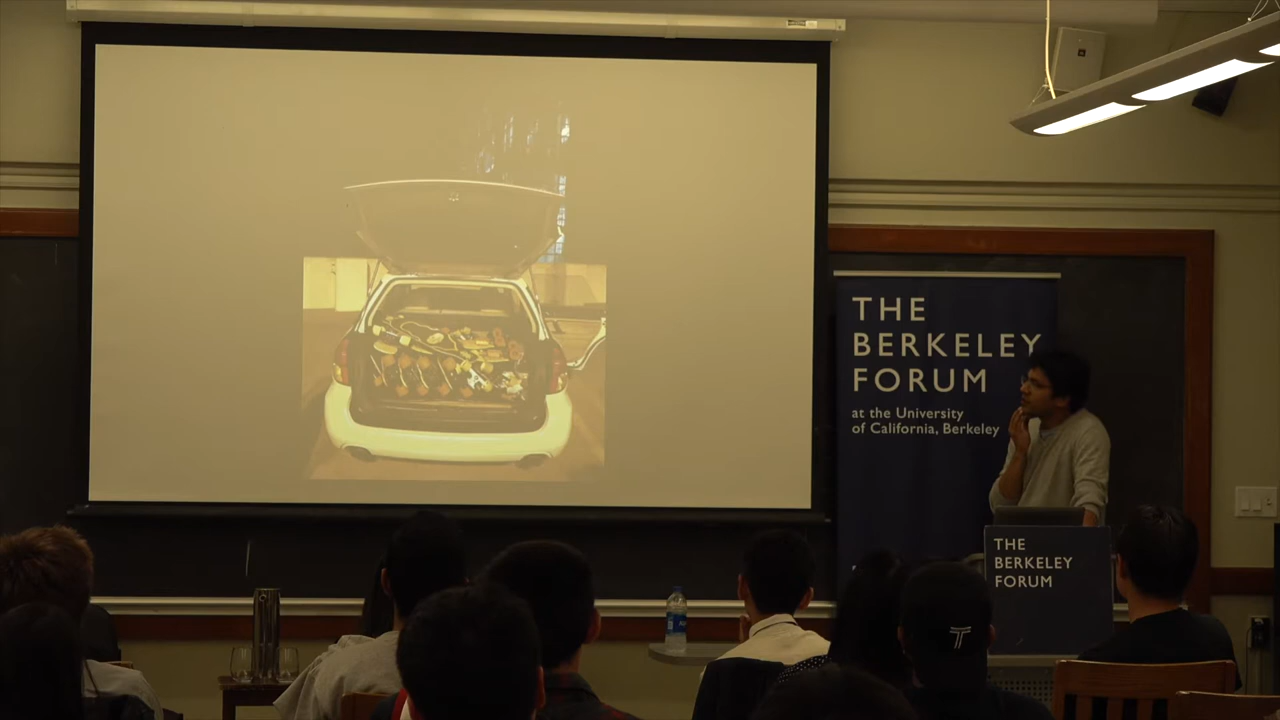 THE
BERKELEY
FORUM
at the University
of California, Berkeley
THE
BERKELEY
FORUM